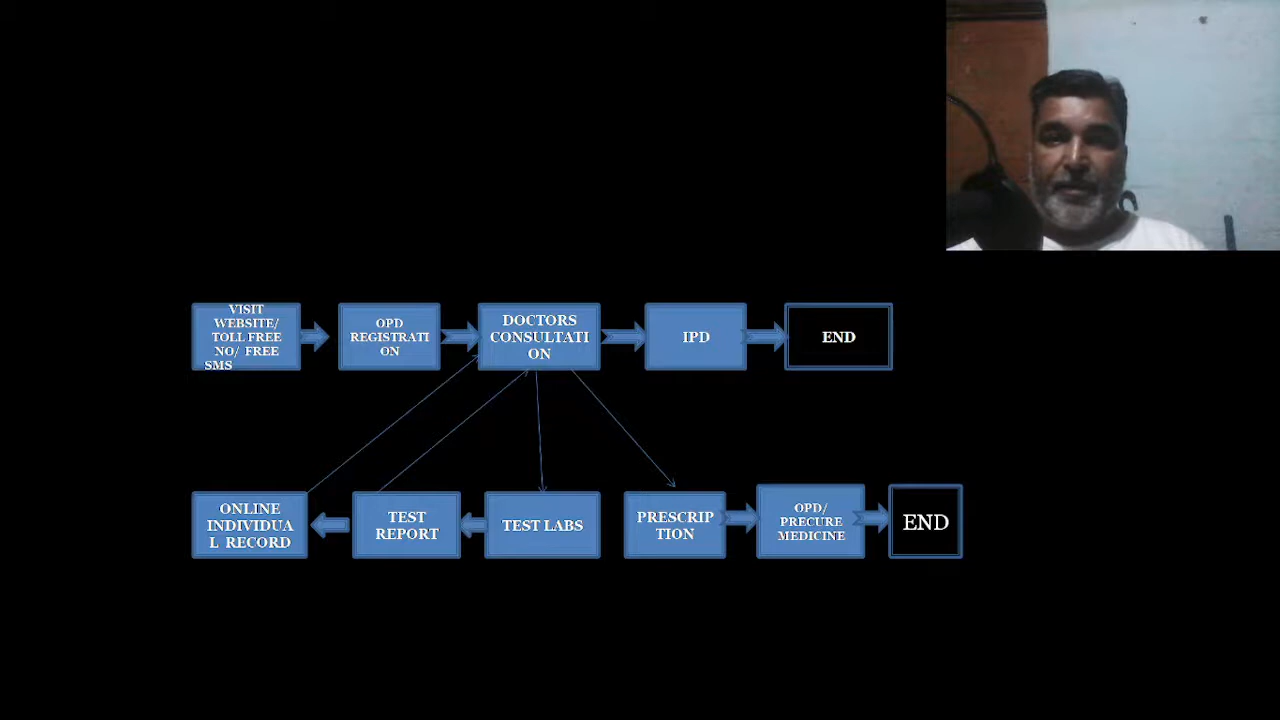 VISIT
WEBSITE/
TOLL FREE
NO/ FREE
SMS
OPD
REGISTRATI
ON
DOCTORS
CONSULTATI
ON
IPD
END
ONLINE
INDIVIDUA
L RECORD
TEST
REPORT
TEST LABS
PRESCRIP
TION
OPD/
PRECURE
MEDICINE
END